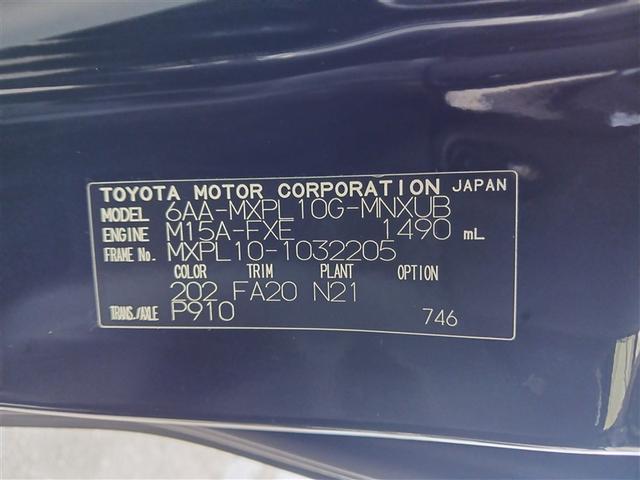 TOYOTA MOTOR CORPORATION JAPAN
MODEL 6AA-MXPL10G-MNXUB
ENGINE M15A-FXE 1490 mL
FRAME No. MXPL10-1032205
COLOR TRIM PLANT OPTION
202 FA20 N21
TRANS./AXLE P910 746